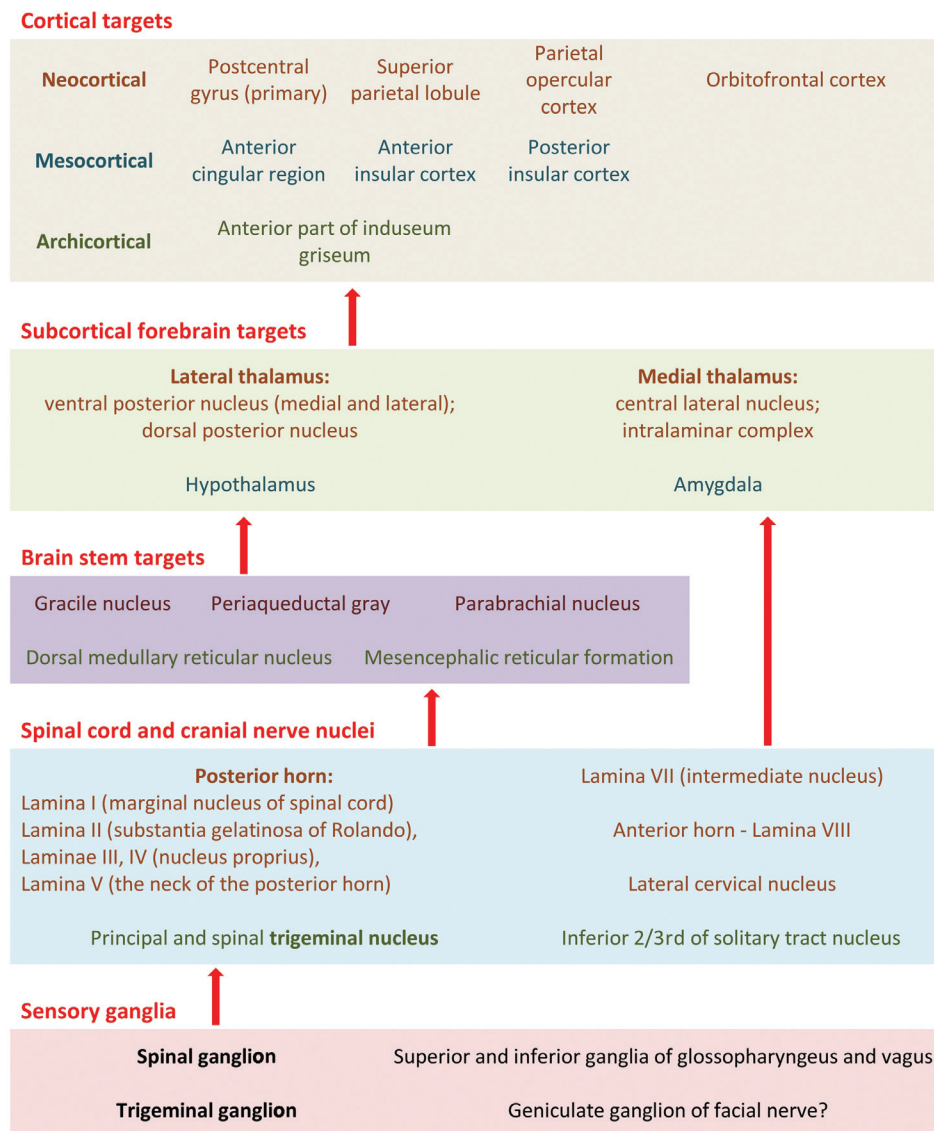 Cortical targets
Neocortical
Postcentral
gyrus (primary)
Superior
parietal lobule
Parietal
opercular
cortex
Orbitofrontal cortex
Mesocortical
Anterior
cingular region
Anterior
insular cortex
Posterior
insular cortex
Archicortical
Anterior part of induseum
griseum
Subcortical forebrain targets
Lateral thalamus:
ventral posterior nucleus (medial and lateral);
dorsal posterior nucleus
Medial thalamus:
central lateral nucleus;
intralaminar complex
Hypothalamus
Amygdala
Brain stem targets
Gracile nucleus
Periaqueductal gray
Parabrachial nucleus
Dorsal medullary reticular nucleus
Mesencephalic reticular formation
Spinal cord and cranial nerve nuclei
Posterior horn:
Lamina I (marginal nucleus of spinal cord)
Lamina II (substantia gelatinosa of Rolando),
Laminae III, IV (nucleus proprius),
Lamina V (the neck of the posterior horn)
Lamina VII (intermediate nucleus)
Anterior horn - Lamina VIII
Lateral cervical nucleus
Principal and spinal trigeminal nucleus
Inferior 2/3rd of solitary tract nucleus
Sensory ganglia
Spinal ganglion
Superior and inferior ganglia of glossopharyngeus and vagus
Trigeminal ganglion
Geniculate ganglion of facial nerve?